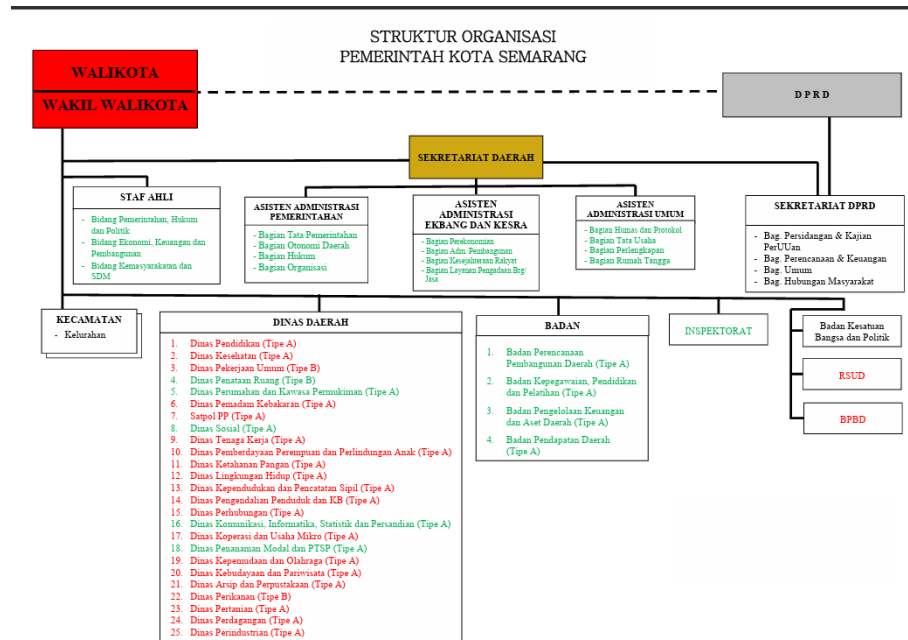 STRUKTUR ORGANISASI
PEMERINTAH KOTA SEMARANG
WALIKOTA
WAKIL WALIKOTA
D P R D
SEKRETARIAT DAERAH
STAF AHLI
- Bidang Pemerintahan, Hukum
dan Politik
- Bidang Ekonomi, Keuangan dan
Pembangunan
- Bidang Kemasyarakatan dan
SDM
ASISTEN ADMINISTRASI
PEMERINTAHAN
- Bagian Tata Pemerintahan
- Bagian Otonomi Daerah
- Bagian Hukum
- Bagian Organisasi
ASISTEN
ADMINISTRASI
EKBANG DAN KESRA
- Bagian Perekonomian
- Bagian Adm. Pembangunan
- Bagian Kesejahteraan Rakyat
- Bagian Layanan Pengadaan Brg/
Jasa
ASISTEN
ADMINISTRASI UMUM
- Bagian Humas dan Protokol
- Bagian Tata Usaha
- Bagian Perlengkapan
- Bagian Rumah Tangga
SEKRETARIAT DPRD
- Bag. Persidangan & Kajian
PerUUan
- Bag. Perencanaan & Keuangan
- Bag. Umum
- Bag. Hubungan Masyarakat
KECAMATAN
- Kelurahan
DINAS DAERAH
1. Dinas Pendidikan (Tipe A)
2. Dinas Kesehatan (Tipe A)
3. Dinas Pekerjaan Umum (Tipe B)
4. Dinas Penataan Ruang (Tipe B)
5. Dinas Perumahan dan Kawasa Permukiman (Tipe A)
6. Dinas Pemadam Kebakaran (Tipe A)
7. Satpol PP (Tipe A)
8. Dinas Sosial (Tipe A)
9. Dinas Tenaga Kerja (Tipe A)
10. Dinas Pemberdayaan Perempuan dan Perlindungan Anak (Tipe A)
11. Dinas Ketahanan Pangan (Tipe A)
12. Dinas Lingkungan Hidup (Tipe A)
13. Dinas Kependudukan dan Pencatatan Sipil (Tipe A)
14. Dinas Pengendalian Penduduk dan KB (Tipe A)
15. Dinas Perhubungan (Tipe A)
16. Dinas Komunikasi, Informatika, Statistik dan Persandian (Tipe A)
17. Dinas Koperasi dan Usaha Mikro (Tipe A)
18. Dinas Penanaman Modal dan PTSP (Tipe A)
19. Dinas Kepemudaan dan Olahraga (Tipe A)
20. Dinas Kebudayaan dan Pariwisata (Tipe A)
21. Dinas Arsip dan Perpustakaan (Tipe A)
22. Dinas Perikanan (Tipe B)
23. Dinas Pertanian (Tipe A)
24. Dinas Perdagangan (Tipe A)
25. Dinas Perindustrian (Tipe A)
BADAN
1. Badan Perencanaan
Pembangunan Daerah (Tipe A)
2. Badan Kepegawaian, Pendidikan
dan Pelatihan (Tipe A)
3. Badan Pengelolaan Keuangan
dan Aset Daerah (Tipe A)
4. Badan Pendapatan Daerah
(Tipe A)
INSPEKTORAT
Badan Kesatuan
Bangsa dan Politik
RSUD
BPBD